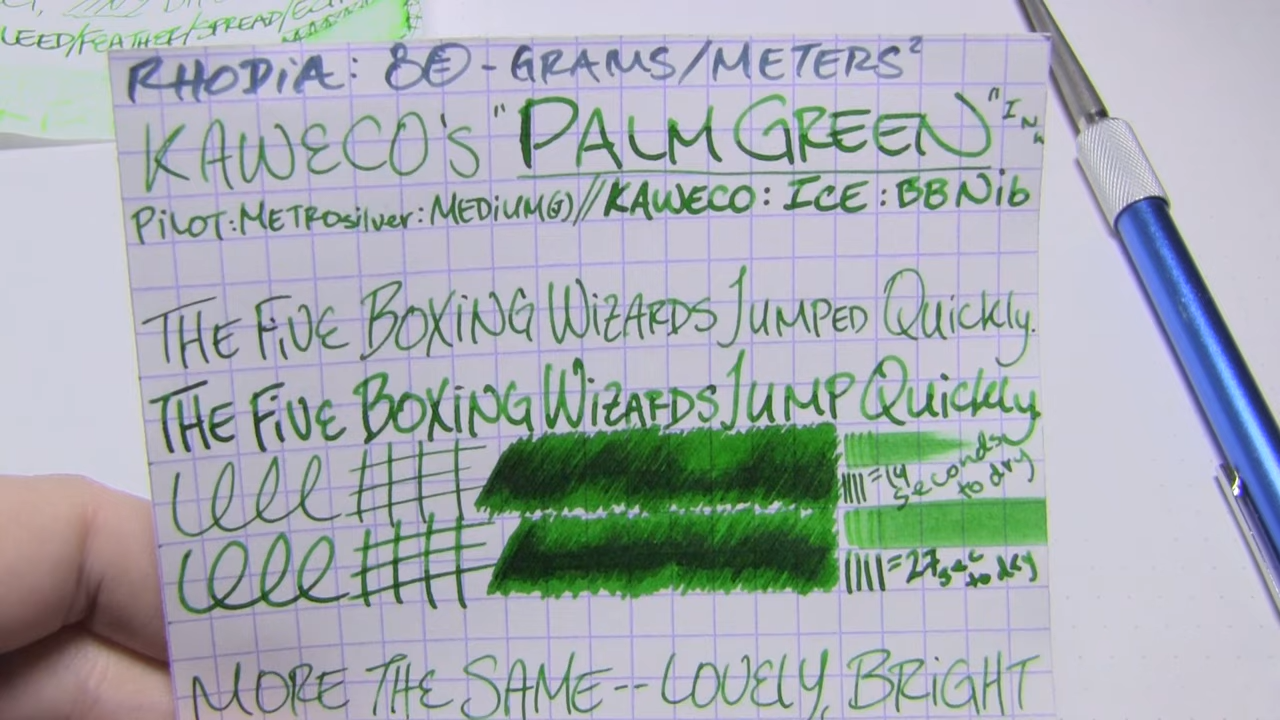 LEED/FEATHER/SPREAD/
RHODIA: 80 - GRAMS/METERS²
KAWECO's "PALM GREEN" INK
PiLOT:METROsilver:MEDiUM(G)//KAWECO: ICE: BB Nib
THE FiVE BOXiNG WiZARDS JUMPED Quickly.
THE FiVE BOXiNG WiZARDS JUMP Quickly
= 14 seconds to dry
= 27 sec to dry
MORE THE SAME -- LOVELY, BRiGHT